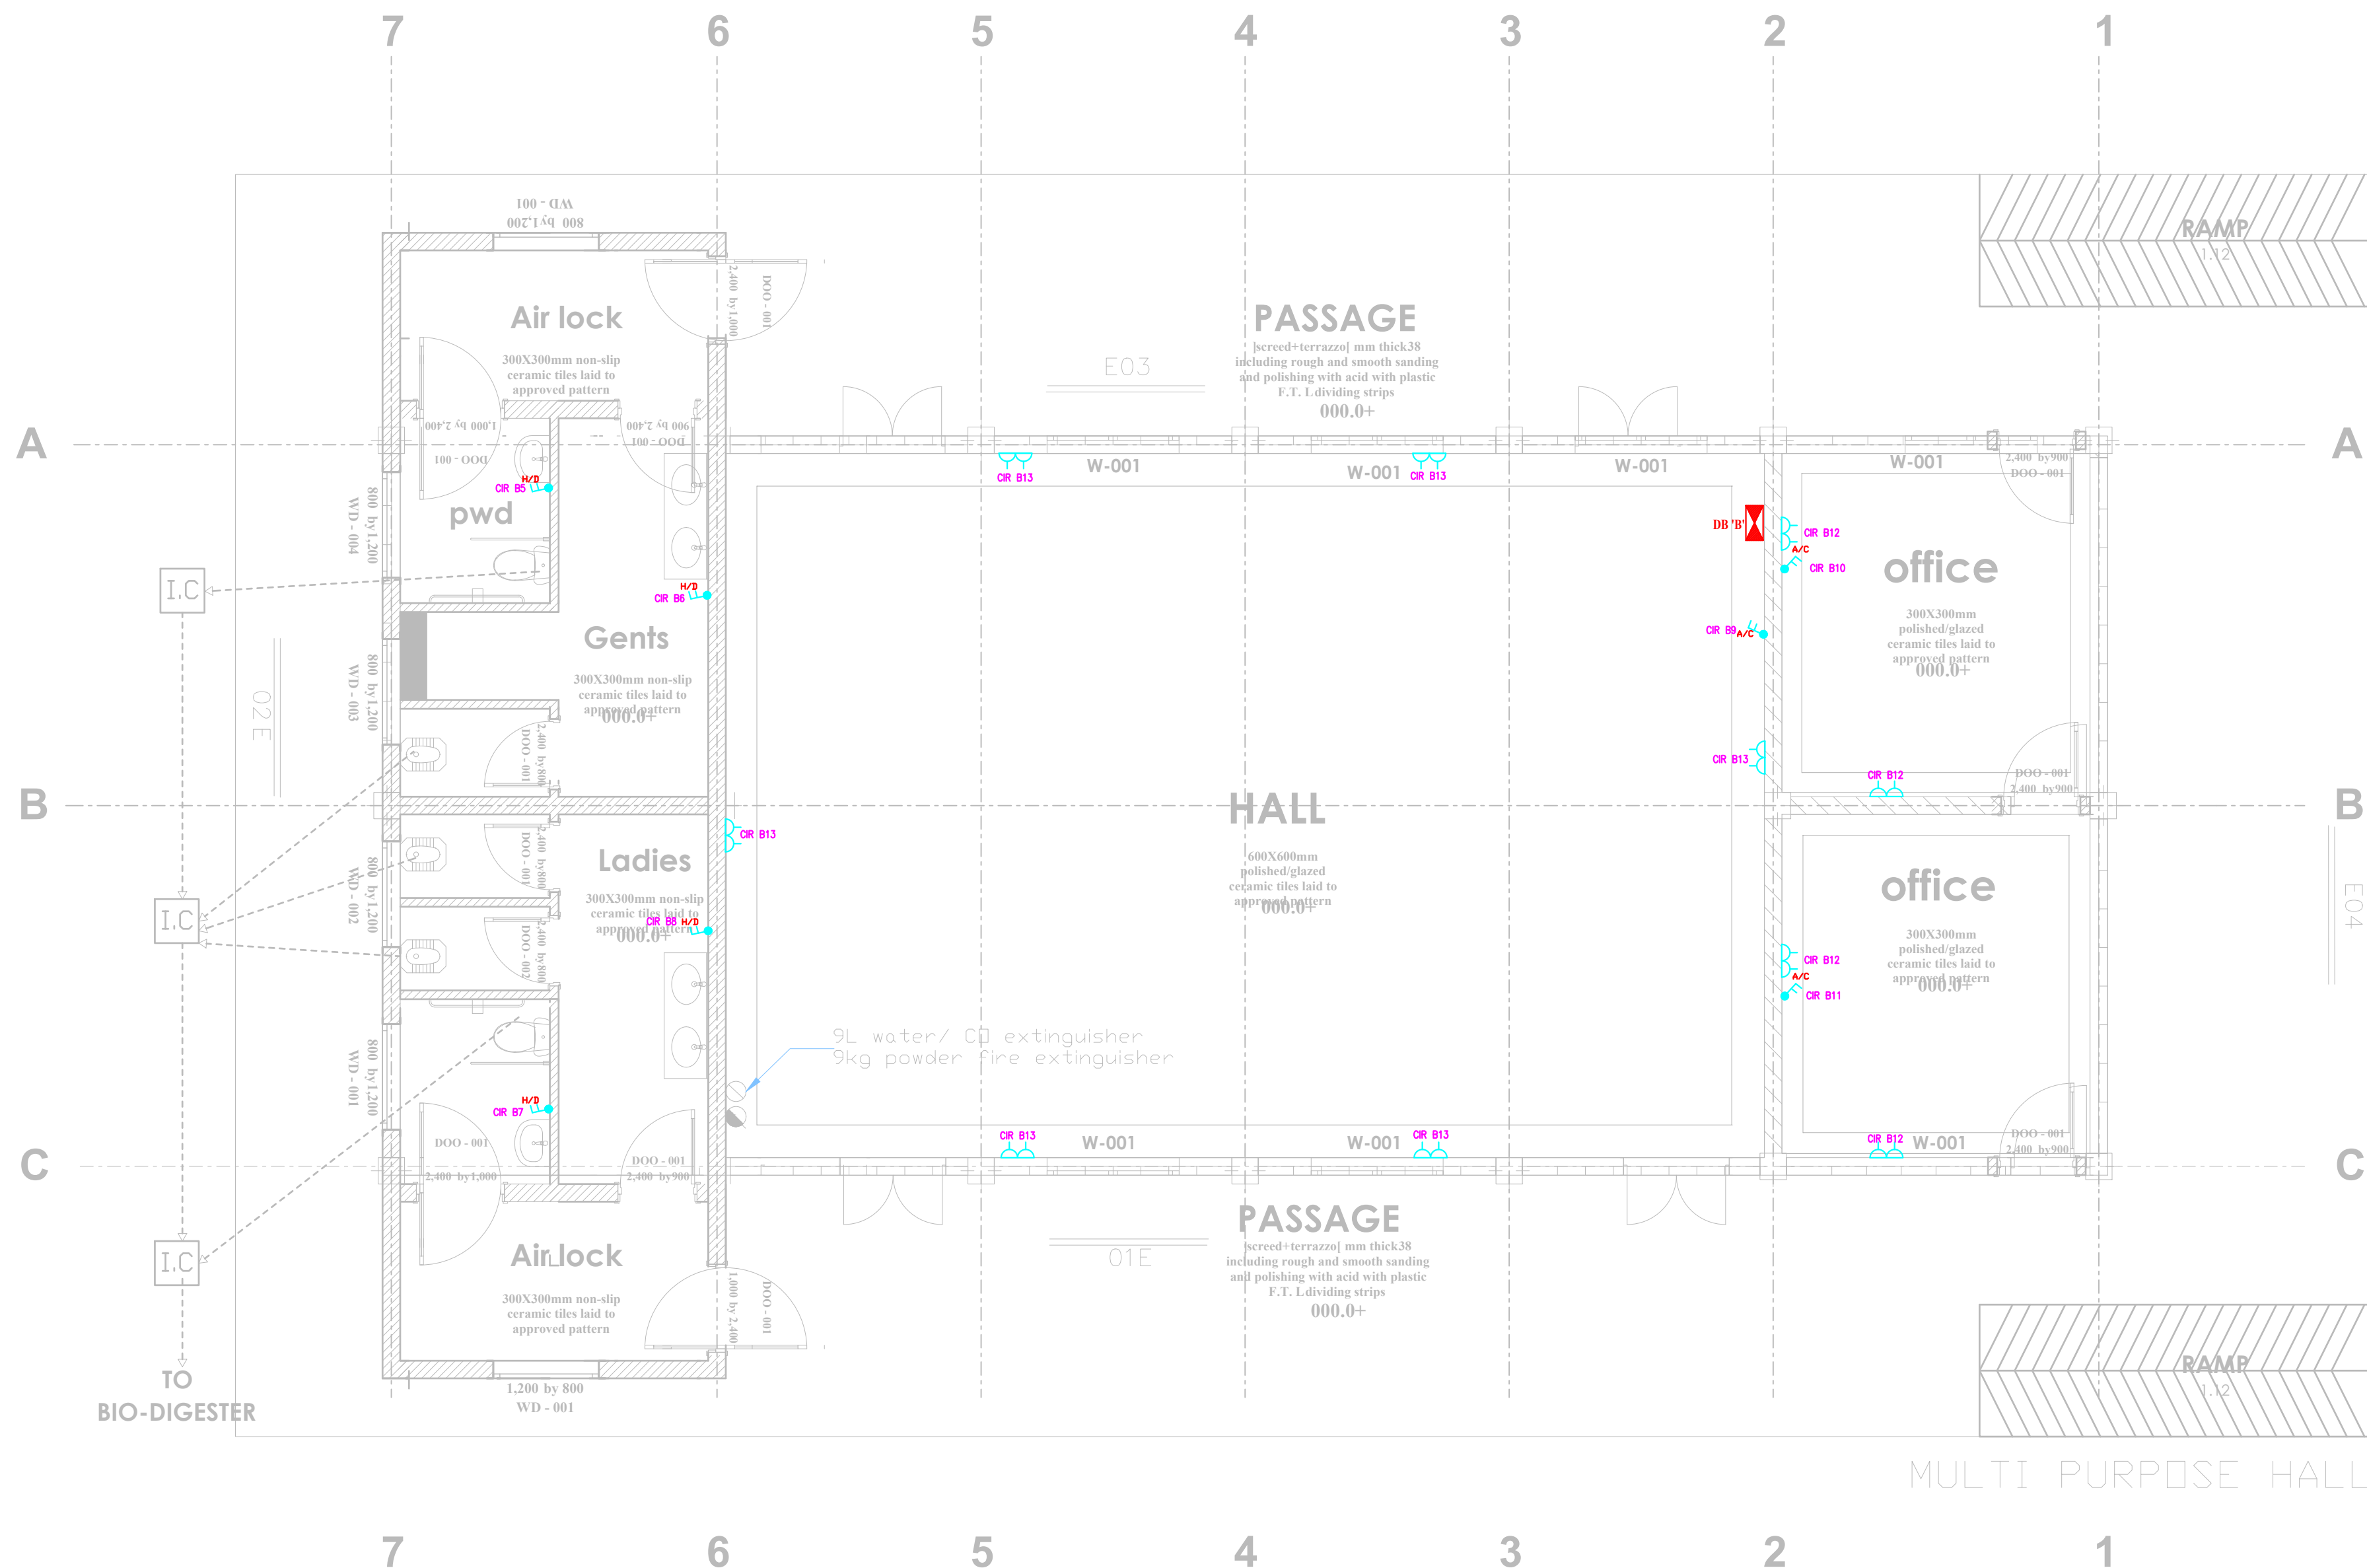 7 6 5 4 3 2 1
WD - 001
800 by1,200
RAMP
1.12
2,400 by1,000
DOO - 001
Air lock
300X300mm non-slip
ceramic tiles laid to
approved pattern
PASSAGE
|screed+terrazzo[ mm thick38
including rough and smooth sanding
and polishing with acid with plastic
F.T. Ldividing strips
000.0+
E03
A
A
1,000 by 2,400
DOO - 001
900 by 2,400
DOO - 001
CIR B13
W-001
W-001
CIR B13
W-001
W-001
2,400 by900
DOO - 001
H/D
CIR B5
pwd
800 by1,200
WD - 004
DB 'B'
CIR B12
A/C
CIR B10
office
300X300mm
polished/glazed
ceramic tiles laid to
approved pattern
000.0+
I.C
H/D
CIR B6
CIR B9
A/C
Gents
300X300mm non-slip
ceramic tiles laid to
approved pattern
000.0+
800 by1,200
WD - 003
02E
2,400 by800
DOO - 001
CIR B13
CIR B12
DOO - 001
2,400 by900
B
B
HALL
600X600mm
polished/glazed
ceramic tiles laid to
approved pattern
000.0+
CIR B13
2,400 by800
DOO - 001
Ladies
300X300mm non-slip
ceramic tiles laid to
approved pattern
000.0+
CIR B8
H/D
800 by1,200
WD - 002
I.C
2,400 by800
DOO - 002
office
300X300mm
polished/glazed
ceramic tiles laid to
approved pattern
000.0+
E04
CIR B12
A/C
CIR B11
9L water/ CO extinguisher
9kg powder fire extinguisher
800 by1,200
WD - 001
H/D
CIR B7
DOO - 001
2,400 by1,000
DOO - 001
2,400 by900
CIR B13
W-001
W-001
CIR B13
CIR B12
W-001
DOO - 001
2,400 by900
C
C
PASSAGE
|screed+terrazzo[ mm thick38
including rough and smooth sanding
and polishing with acid with plastic
F.T. Ldividing strips
000.0+
01E
I.C
Air lock
300X300mm non-slip
ceramic tiles laid to
approved pattern
1,000 by 2,400
DOO - 001
RAMP
1.12
TO
BIO-DIGESTER
1,200 by 800
WD - 001
MULTI PURPOSE HALL
7 6 5 4 3 2 1